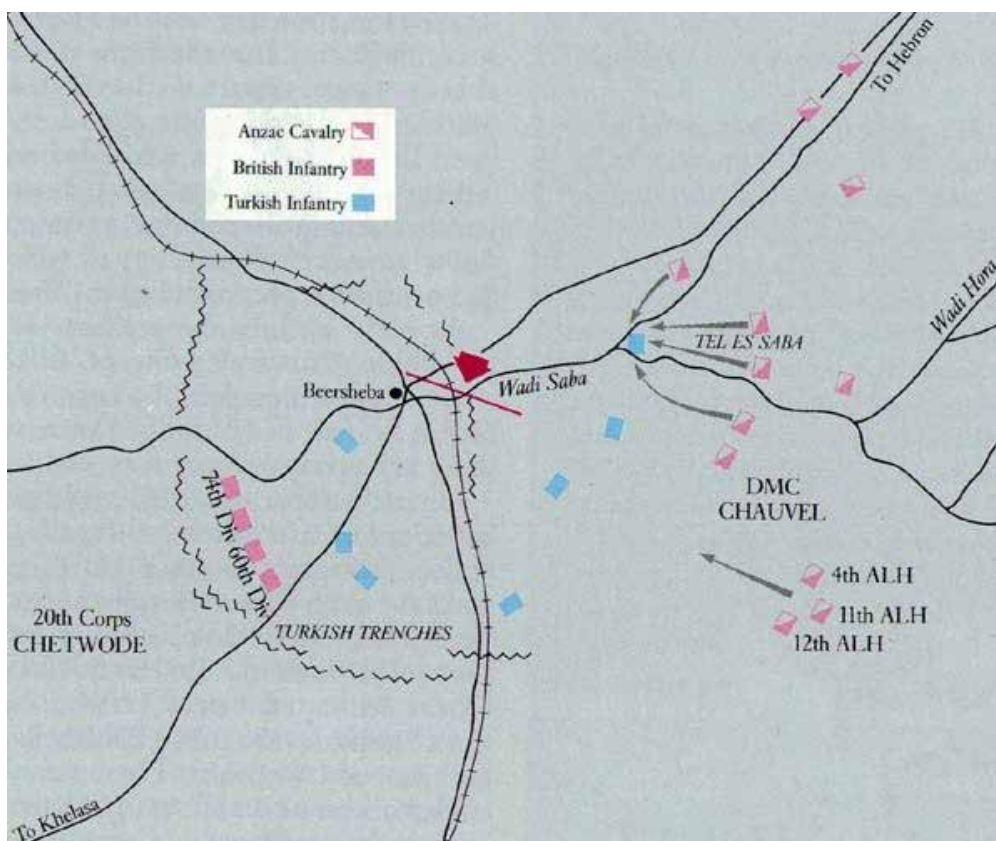 To Hebron
Anzac Cavalry
British Infantry
Turkish Infantry
Wadi Hora
TEL ES SABA
Wadi Saba
Beersheba
DMC
CHAUVEL
74th Div 60th Div
4th ALH
11th ALH
12th ALH
20th Corps
CHETWODE
TURKISH TRENCHES
To Khelasa